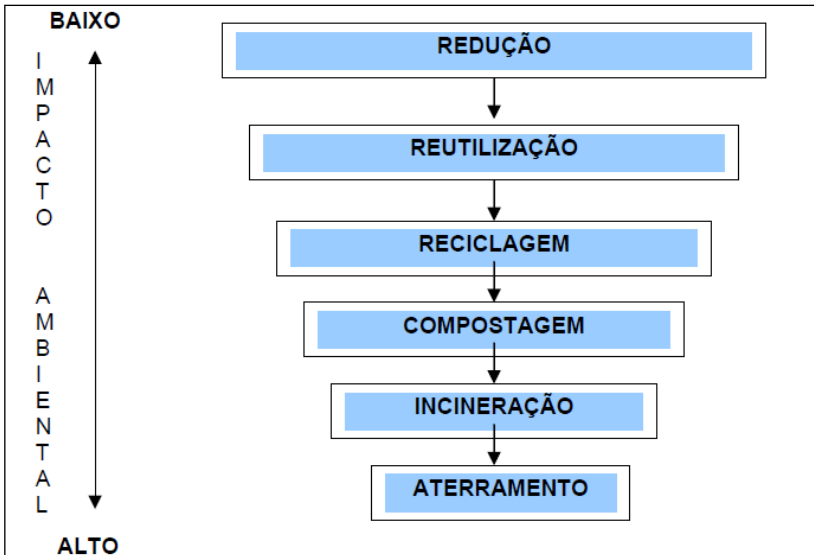 BAIXO
IMPACTO AMBIENTAL
ALTO
REDUÇÃO
REUTILIZAÇÃO
RECICLAGEM
COMPOSTAGEM
INCINERAÇÃO
ATERRAMENTO